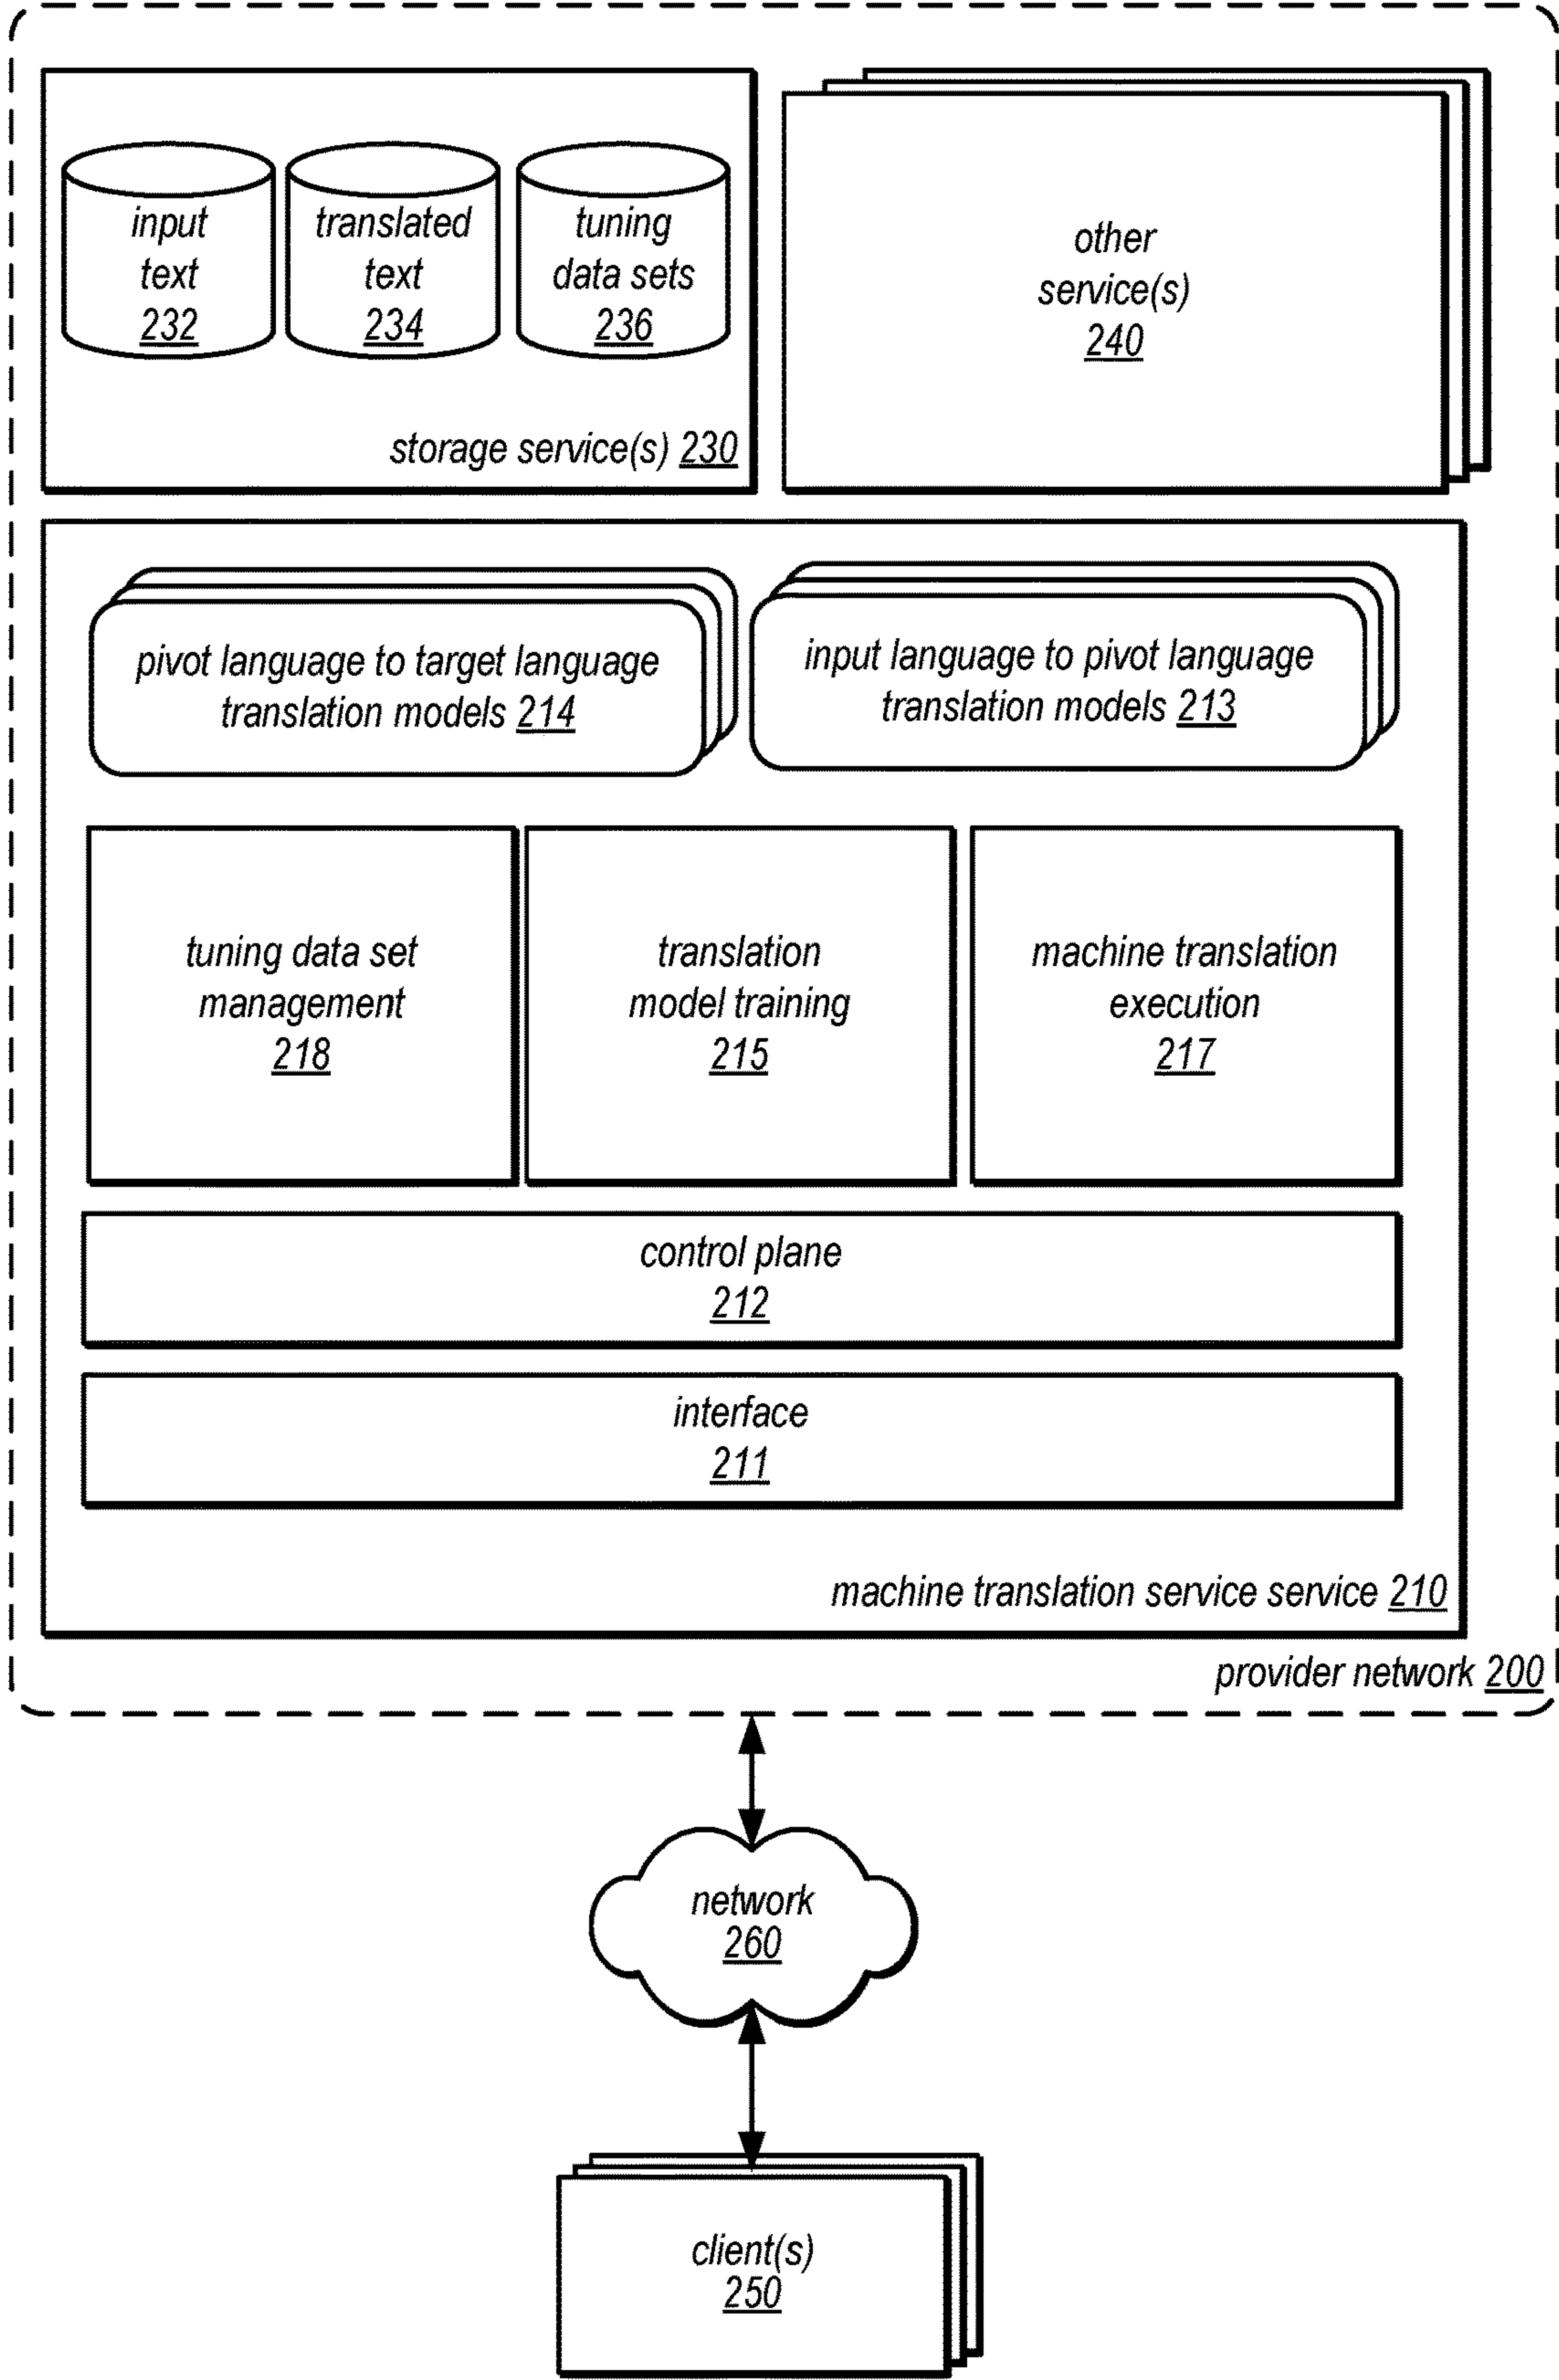 input
text
232
translated
text
234
tuning
data sets
236
storage service(s) 230
other
service(s)
240
pivot language to target language
translation models 214
input language to pivot language
translation models 213
tuning data set
management
218
translation
model training
215
machine translation
execution
217
control plane
212
interface
211
machine translation service service 210
provider network 200
network
260
client(s)
250